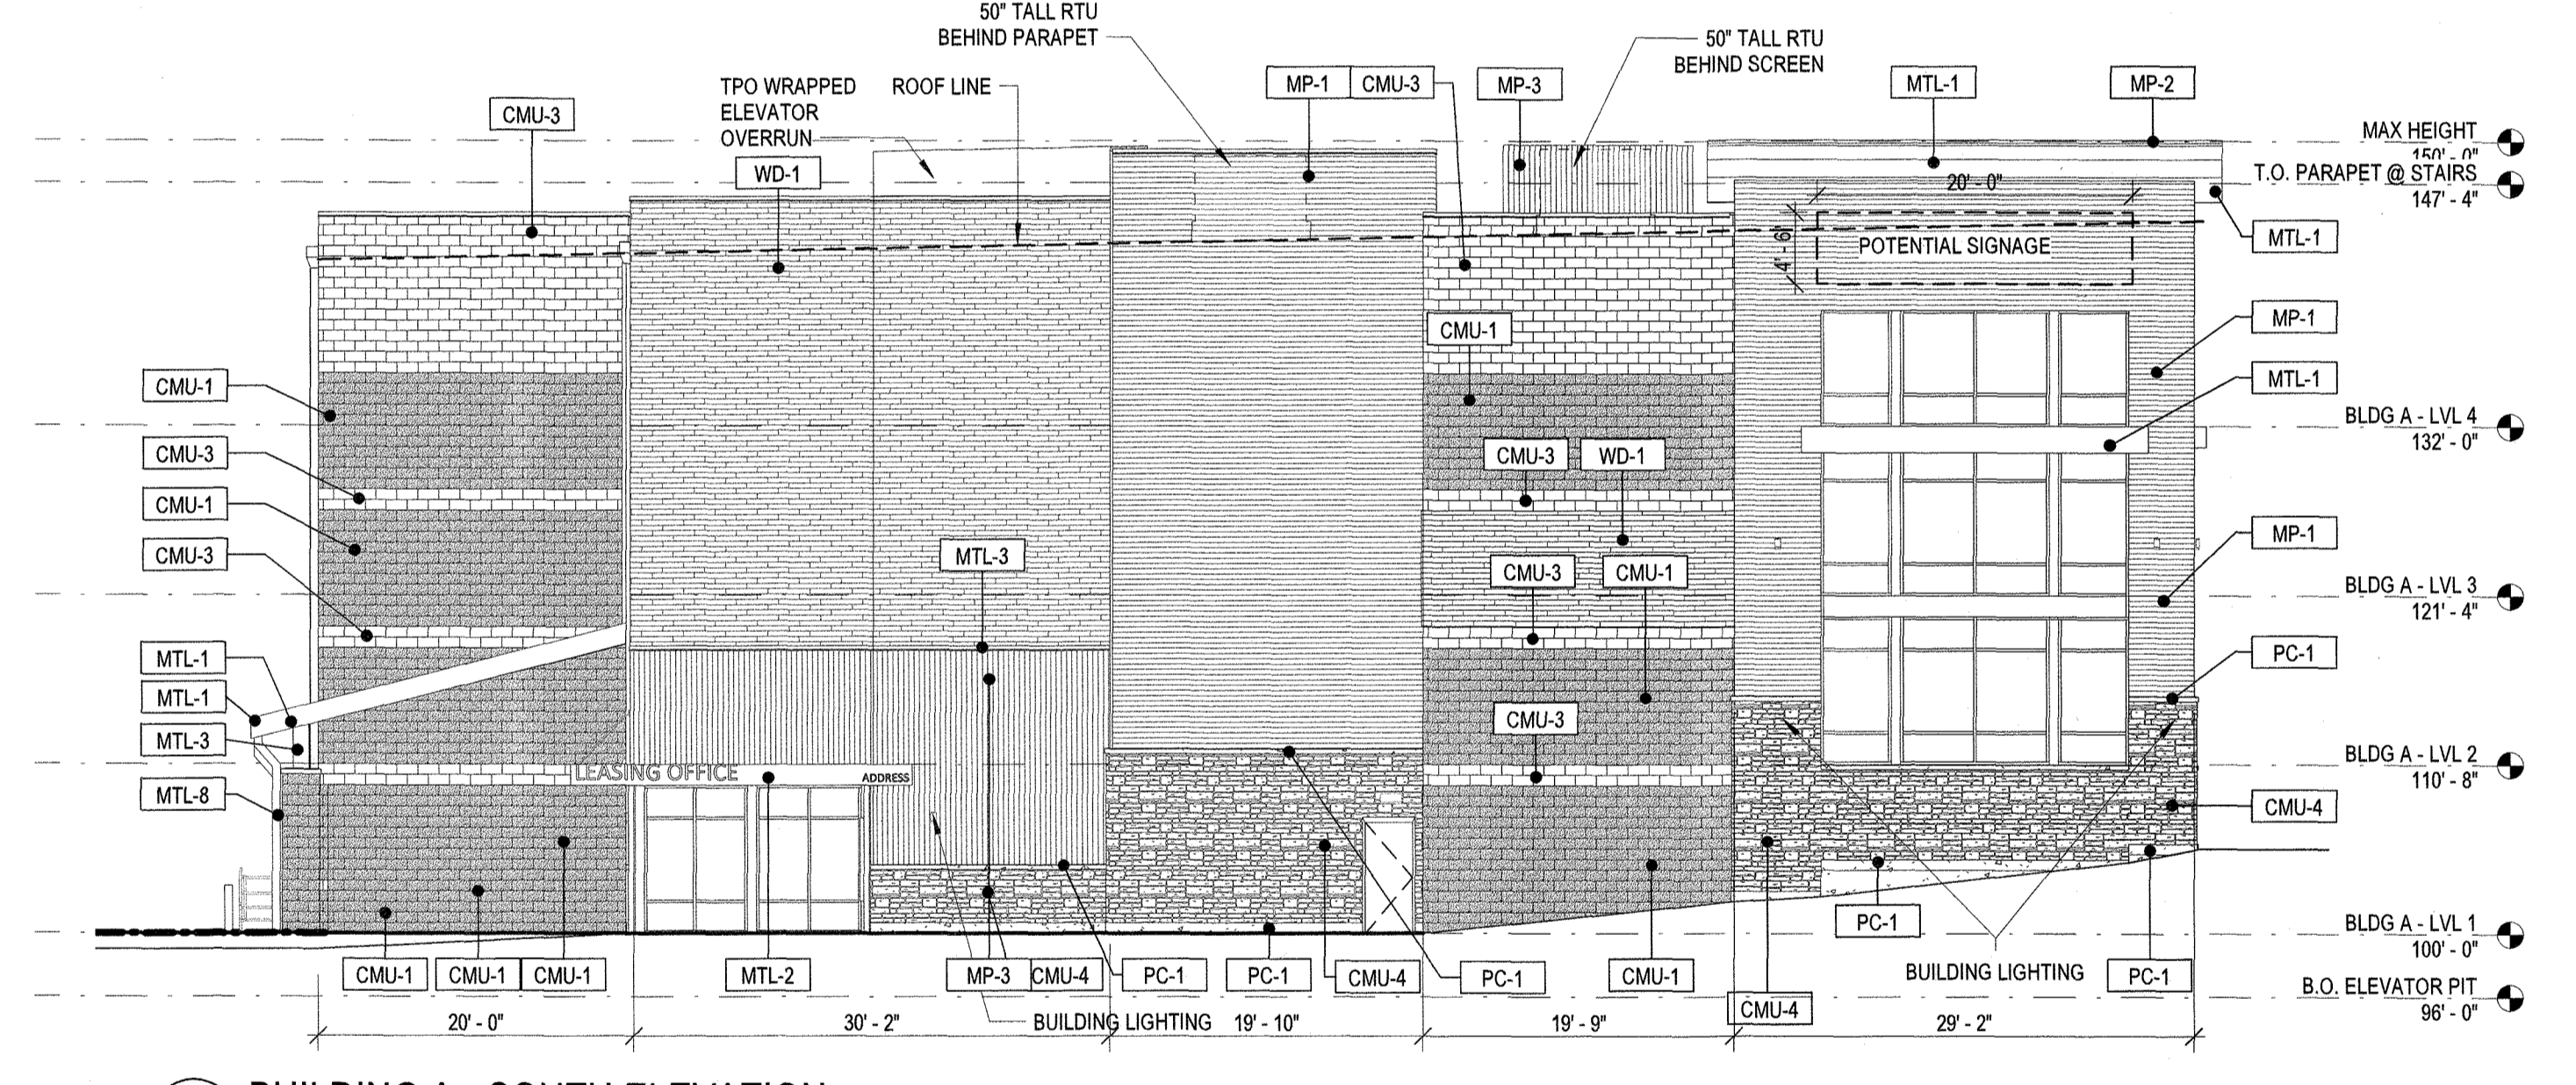 50" TALL RTU
BEHIND PARAPET
50" TALL RTU
BEHIND SCREEN
TPO WRAPPED
ELEVATOR
OVERRUN
ROOF LINE
MP-1
CMU-3
MP-3
MTL-1
MP-2
CMU-3
WD-1
MAX HEIGHT
150' - 0"
T.O. PARAPET @ STAIRS
147' - 4"
20' - 0"
4' - 6"
POTENTIAL SIGNAGE
MTL-1
MP-1
CMU-1
MTL-1
CMU-1
BLDG A - LVL 4
132' - 0"
CMU-3
CMU-3
WD-1
CMU-1
MP-1
CMU-3
MTL-3
CMU-3
CMU-1
BLDG A - LVL 3
121' - 4"
MTL-1
PC-1
MTL-1
CMU-3
MTL-3
BLDG A - LVL 2
110' - 8"
LEASING OFFICE
ADDRESS
MTL-8
CMU-4
PC-1
BLDG A - LVL 1
100' - 0"
CMU-1
CMU-1
CMU-1
MTL-2
MP-3
CMU-4
PC-1
PC-1
CMU-4
PC-1
CMU-1
BUILDING LIGHTING
PC-1
B.O. ELEVATOR PIT
96' - 0"
CMU-4
20' - 0"
30' - 2"
BUILDING LIGHTING
19' - 10"
19' - 9"
29' - 2"
BUILDING A - SOUTH ELEVATION